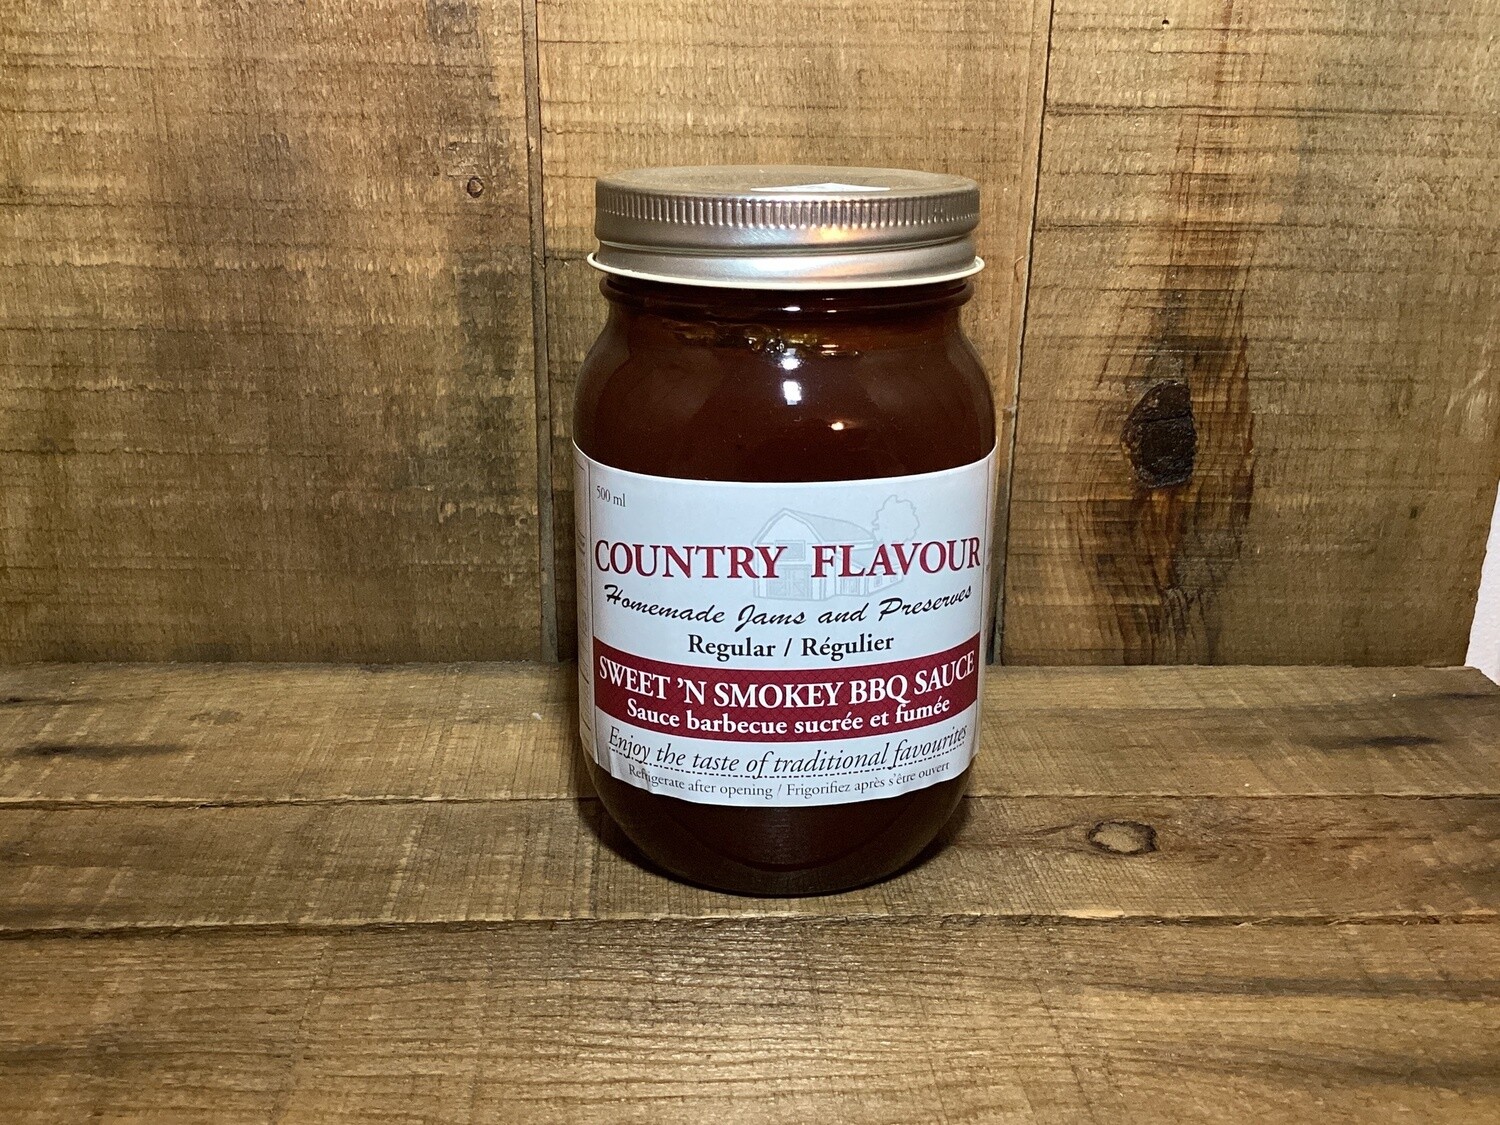 500 ml
COUNTRY FLAVOUR
Homemade Jams and Preserves
Regular / Régulier
SWEET 'N SMOKEY BBQ SAUCE
Sauce barbecue sucrée et fumée
Enjoy the taste of traditional favourites
Refrigerate after opening / Frigorifiez après s'être ouvert